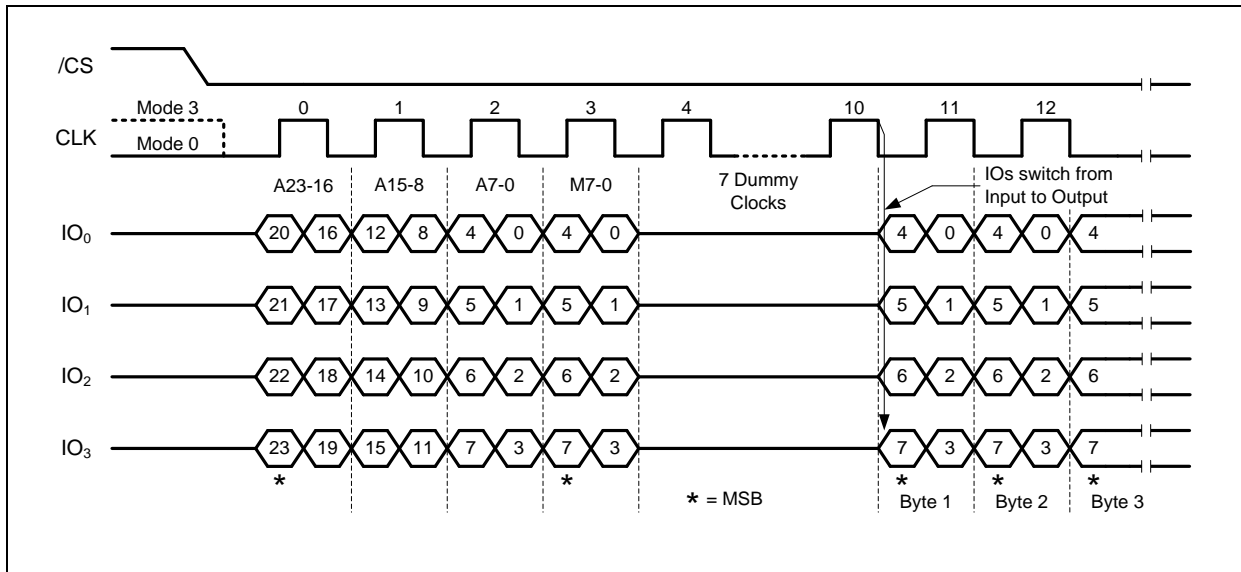 /CS
Mode 3 0 1 2 3 4 10 11 12
CLK
Mode 0
A23-16 A15-8 A7-0 M7-0 7 Dummy Clocks
IOs switch from
Input to Output
IO0 20 16 12 8 4 0 4 0 4 0 4 0 4
IO1 21 17 13 9 5 1 5 1 5 1 5 1 5
IO2 22 18 14 10 6 2 6 2 6 2 6 2 6
IO3 23 19 15 11 7 3 7 3 7 3 7 3 7
* * * * *
* = MSB
Byte 1 Byte 2 Byte 3